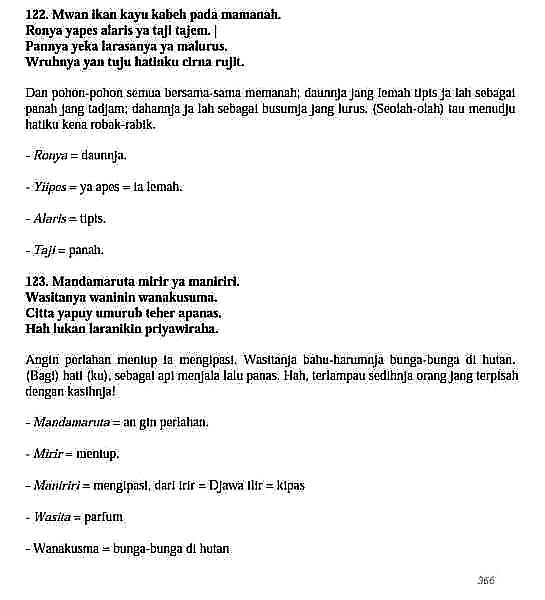 122. Mwan ikan kayu kabeh pada mamanah.
Ronya yapes alaris ya taji tajem. |
Pannya yeka larasanya ya malurus.
Wruhnya yan tuju hatinku cirna rujit.
Dan pohon-pohon semua bersama-sama memanah; daunnja jang lemah tipis ja lah sebagai
panah jang tadjam; dahannja ja lah sebagai busurnja jang lurus. (Seolah-olah) tau menudju
hatiku kena robak-rabik.
- Ronya = daunnja.
- Yapes = ya apes = ia lemah.
- Alaris = tipis.
- Taji = panah.
123. Mandamaruta mirir ya maniriri.
Wasitanya waninin wanakusuma.
Citta yapuy umurub teher apanas.
Hah lukan laranikin priyawiraha.
Angin perlahan meniup ia mengipasi. Wasitanja bahu-harumnja bunga-bunga di hutan.
(Bagi) hati (ku), sebagai api menjala lalu panas. Hah, terlampau sedihnja orang jang terpisah
dengan kasihnja!
- Mandamaruta = an gin perlahan.
- Mirir = meniup.
- Maniriri = mengipasi, dari irir = Djawa ilir = kipas
- Wasita = parfum
- Wanakusma = bunga-bunga di hutan
366